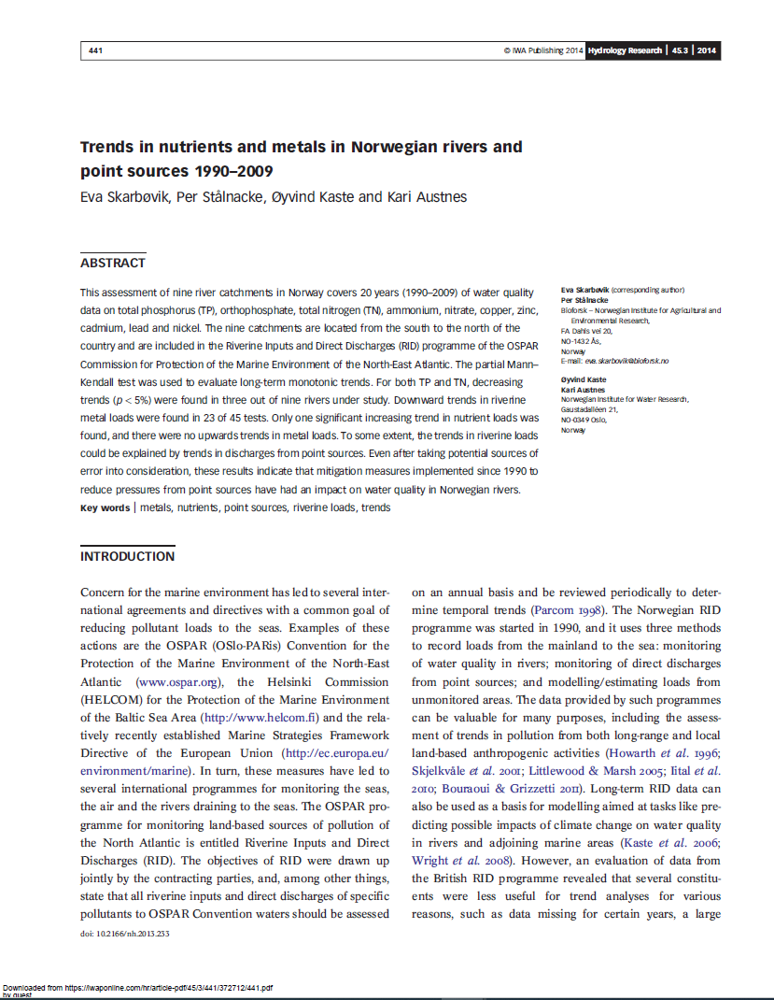 441
© IWA Publishing 2014 Hydrology Research | 45.3 | 2014
Trends in nutrients and metals in Norwegian rivers and
point sources 1990–2009
Eva Skarbøvik, Per Stålnacke, Øyvind Kaste and Kari Austnes
ABSTRACT
This assessment of nine river catchments in Norway covers 20 years (1990–2009) of water quality
data on total phosphorus (TP), orthophosphate, total nitrogen (TN), ammonium, nitrate, copper, zinc,
cadmium, lead and nickel. The nine catchments are located from the south to the north of the
country and are included in the Riverine Inputs and Direct Discharges (RID) programme of the OSPAR
Commission for Protection of the Marine Environment of the North-East Atlantic. The partial Mann–
Kendall test was used to evaluate long-term monotonic trends. For both TP and TN, decreasing
trends (p < 5%) were found in three out of nine rivers under study. Downward trends in riverine
metal loads were found in 23 of 45 tests. Only one significant increasing trend in nutrient loads was
found, and there were no upwards trends in metal loads. To some extent, the trends in riverine loads
could be explained by trends in discharges from point sources. Even after taking potential sources of
error into consideration, these results indicate that mitigation measures implemented since 1990 to
reduce pressures from point sources have had an impact on water quality in Norwegian rivers.
Key words | metals, nutrients, point sources, riverine loads, trends
Eva Skarbøvik (corresponding author)
Per Stålnacke
Bioforsk – Norwegian Institute for Agricultural and
Environmental Research,
FA Dahls vei 20,
NO-1432 Ås,
Norway
E-mail: eva.skarbovik@bioforsk.no
Øyvind Kaste
Kari Austnes
Norwegian Institute for Water Research,
Gaustadalléen 21,
NO-0349 Oslo,
Norway
INTRODUCTION
Concern for the marine environment has led to several inter-
national agreements and directives with a common goal of
reducing pollutant loads to the seas. Examples of these
actions are the OSPAR (OSlo-PARis) Convention for the
Protection of the Marine Environment of the North-East
Atlantic (www.ospar.org), the Helsinki Commission
(HELCOM) for the Protection of the Marine Environment
of the Baltic Sea Area (http://www.helcom.fi) and the rela-
tively recently established Marine Strategies Framework
Directive of the European Union (http://ec.europa.eu/
environment/marine). In turn, these measures have led to
several international programmes for monitoring the seas,
the air and the rivers draining to the seas. The OSPAR pro-
gramme for monitoring land-based sources of pollution of
the North Atlantic is entitled Riverine Inputs and Direct
Discharges (RID). The objectives of RID were drawn up
jointly by the contracting parties, and, among other things,
state that all riverine inputs and direct discharges of specific
pollutants to OSPAR Convention waters should be assessed
on an annual basis and be reviewed periodically to deter-
mine temporal trends (Parcom 1998). The Norwegian RID
programme was started in 1990, and it uses three methods
to record loads from the mainland to the sea: monitoring
of water quality in rivers; monitoring of direct discharges
from point sources; and modelling/estimating loads from
unmonitored areas. The data provided by such programmes
can be valuable for many purposes, including the assess-
ment of trends in pollution from both long-range and local
land-based anthropogenic activities (Howarth et al. 1996;
Skjelkvåle et al. 2001; Littlewood & Marsh 2005; Iital et al.
2010; Bouraoui & Grizzetti 2011). Long-term RID data can
also be used as a basis for modelling aimed at tasks like pre-
dicting possible impacts of climate change on water quality
in rivers and adjoining marine areas (Kaste et al. 2006;
Wright et al. 2008). However, an evaluation of data from
the British RID programme revealed that several constitu-
ents were less useful for trend analyses for various
reasons, such as data missing for certain years, a large
doi: 10.2166/nh.2013.233
Downloaded from https://iwaponline.com/hr/article-pdf/45/3/441/372712/441.pdf
by guest